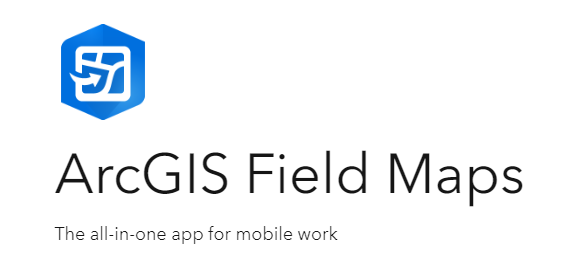 ArcGIS Field Maps
The all-in-one app for mobile work